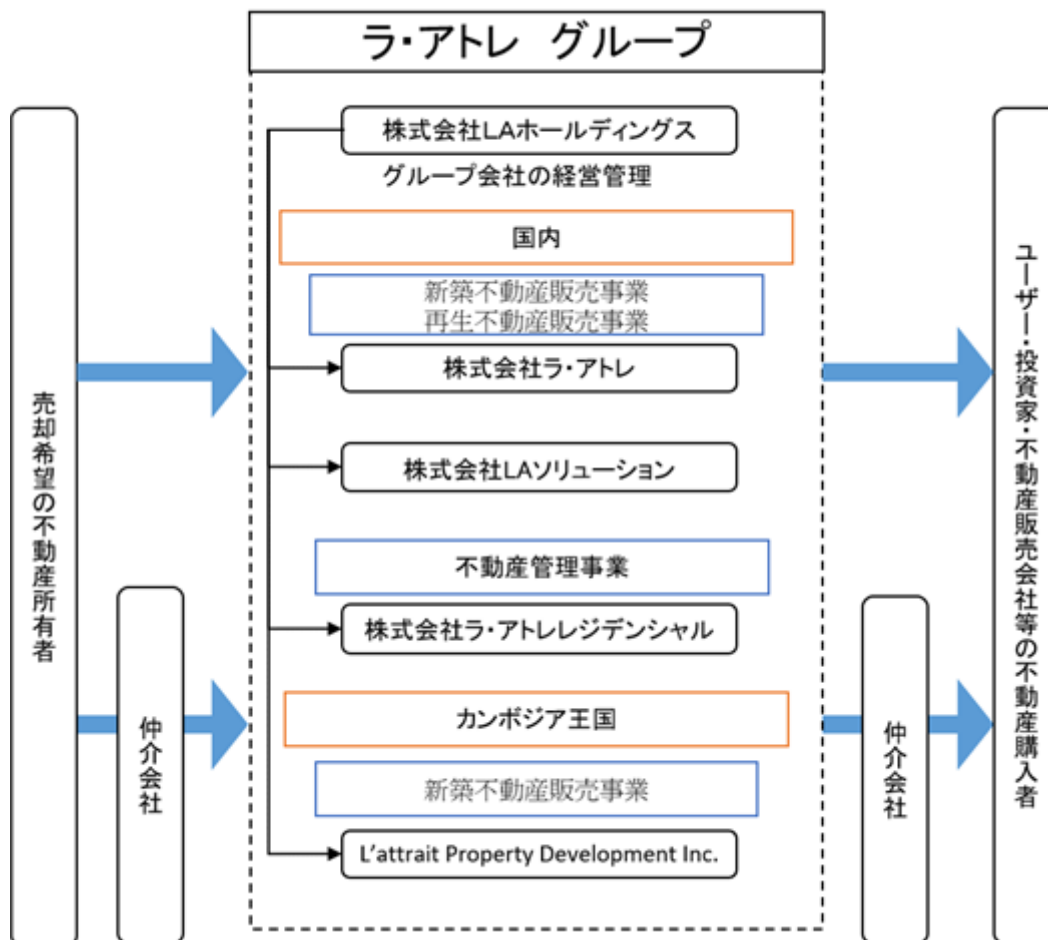 ラ・アトレ グループ
売却希望の不動産所有者
仲介会社
株式会社LAホールディングス
グループ会社の経営管理
国内
新築不動産販売事業
再生不動産販売事業
株式会社ラ・アトレ
株式会社LAソリューション
不動産管理事業
株式会社ラ・アトレレジデンシャル
カンボジア王国
新築不動産販売事業
L'attrait Property Development Inc.
仲介会社
ユーザー・投資家・不動産販売会社等の不動産購入者